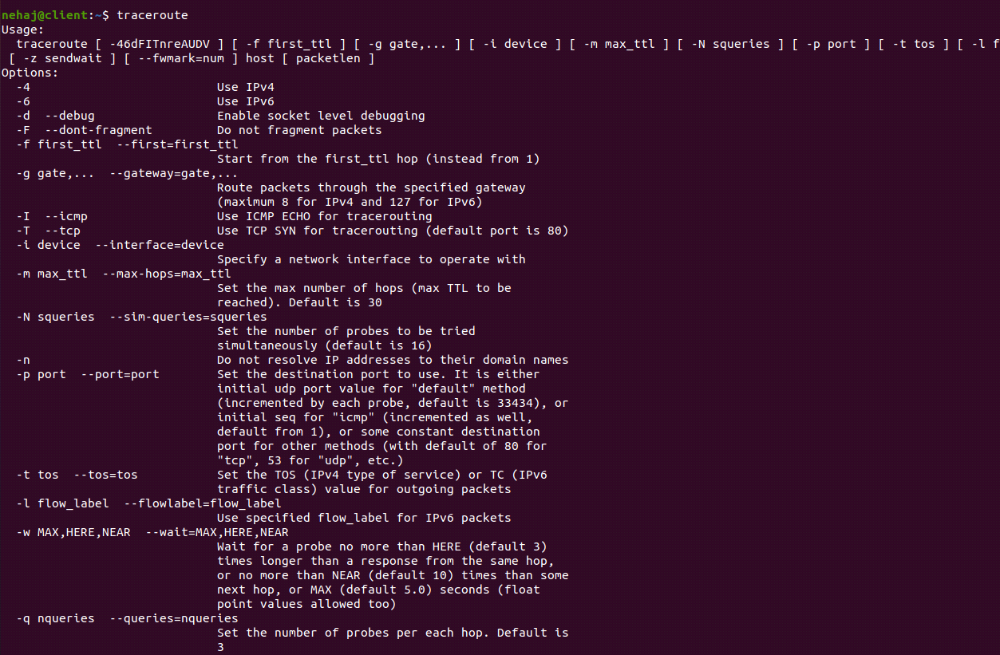 nehaj@client:~$ traceroute
Usage:
  traceroute [ -46dFITnreAUDV ] [ -f first_ttl ] [ -g gate,... ] [ -i device ] [ -m max_ttl ] [ -N squeries ] [ -p port ] [ -t tos ] [ -l f
 [ -z sendwait ] [ --fwmark=num ] host [ packetlen ]
Options:
  -4                          Use IPv4
  -6                          Use IPv6
  -d  --debug                 Enable socket level debugging
  -F  --dont-fragment         Do not fragment packets
  -f first_ttl  --first=first_ttl
                              Start from the first_ttl hop (instead from 1)
  -g gate,...  --gateway=gate,...
                              Route packets through the specified gateway
                              (maximum 8 for IPv4 and 127 for IPv6)
  -I  --icmp                  Use ICMP ECHO for tracerouting
  -T  --tcp                   Use TCP SYN for tracerouting (default port is 80)
  -i device  --interface=device
                              Specify a network interface to operate with
  -m max_ttl  --max-hops=max_ttl
                              Set the max number of hops (max TTL to be
                              reached). Default is 30
  -N squeries  --sim-queries=squeries
                              Set the number of probes to be tried
                              simultaneously (default is 16)
  -n                          Do not resolve IP addresses to their domain names
  -p port  --port=port        Set the destination port to use. It is either
                              initial udp port value for "default" method
                              (incremented by each probe, default is 33434), or
                              initial seq for "icmp" (incremented as well,
                              default from 1), or some constant destination
                              port for other methods (with default of 80 for
                              "tcp", 53 for "udp", etc.)
  -t tos  --tos=tos           Set the TOS (IPv4 type of service) or TC (IPv6
                              traffic class) value for outgoing packets
  -l flow_label  --flowlabel=flow_label
                              Use specified flow_label for IPv6 packets
  -w MAX,HERE,NEAR  --wait=MAX,HERE,NEAR
                              Wait for a probe no more than HERE (default 3)
                              times longer than a response from the same hop,
                              or no more than NEAR (default 10) times than some
                              next hop, or MAX (default 5.0) seconds (float
                              point values allowed too)
  -q nqueries  --queries=nqueries
                              Set the number of probes per each hop. Default is
                              3